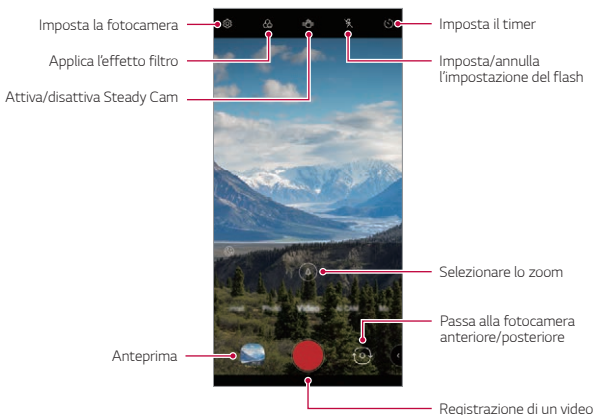 Imposta la fotocamera
Applica l'effetto filtro
Attiva/disattiva Steady Cam
Imposta il timer
Imposta/annulla
l'impostazione del flash
Selezionare lo zoom
Passa alla fotocamera
anteriore/posteriore
Anteprima
Registrazione di un video
Video